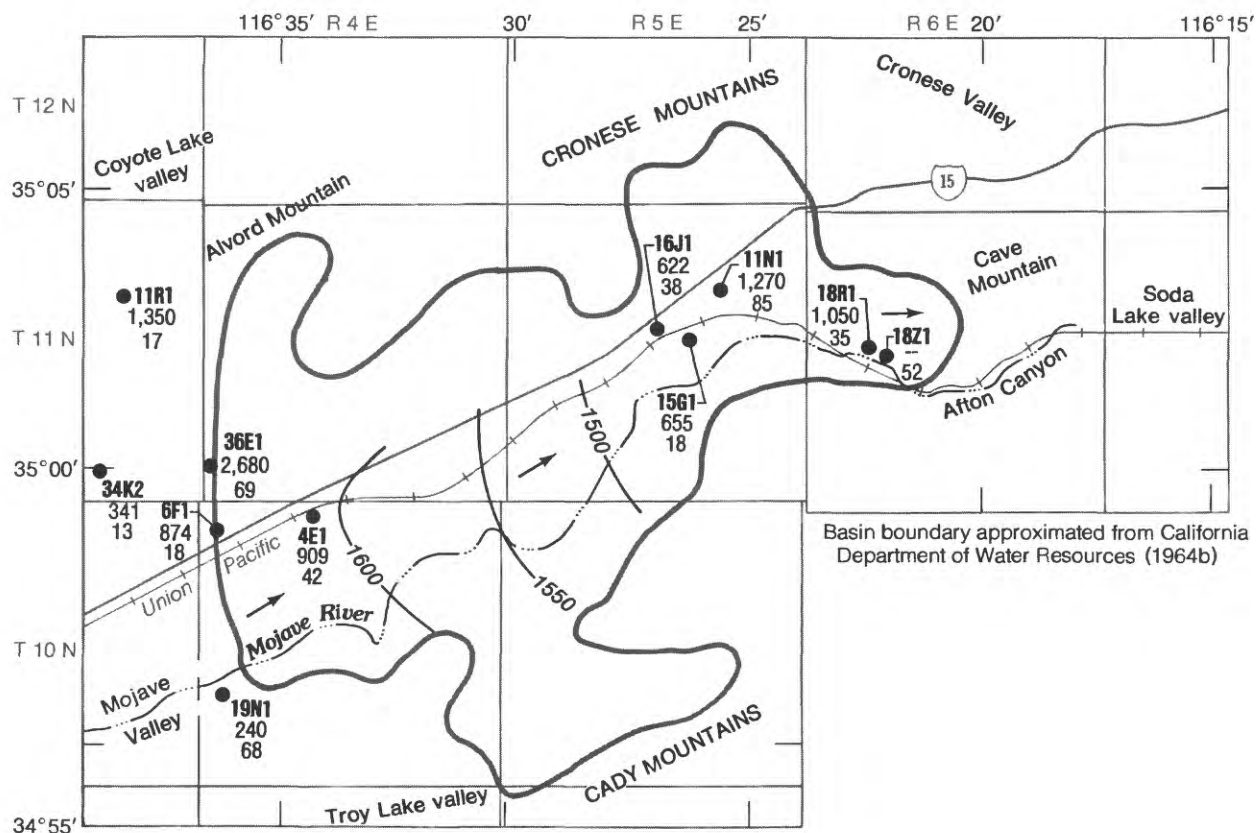 116°35′ R 4 E 30′ R 5 E 25′ R 6 E 20′ 116°15′
T 12 N
35°05′
T 11 N
35°00′
T 10 N
34°55′
Coyote Lake
valley
Alvord Mountain
CRONESE MOUNTAINS
Cronese Valley
15
Cave
Mountain
Soda
Lake valley
Afton Canyon
11R1
1,350
17
16J1
622
38
11N1
1,270
85
18R1
1,050
35
18Z1
--
52
15G1
655
18
36E1
2,680
69
34K2
341
13
6F1
874
18
4E1
909
42
19N1
240
68
1500
1550
1600
Union Pacific
Mojave River
Mojave
Valley
Troy Lake valley
CADY MOUNTAINS
Basin boundary approximated from California
Department of Water Resources (1964b)